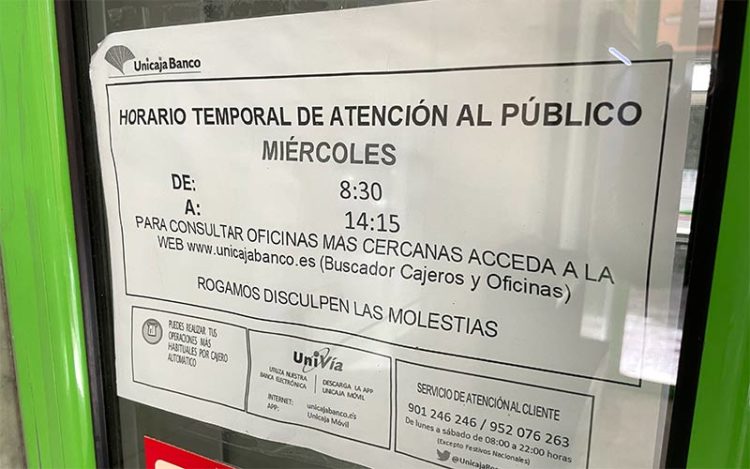 Unicaja Banco
HORARIO TEMPORAL DE ATENCIÓN AL PÚBLICO
MIÉRCOLES
DE: 8:30
A: 14:15
PARA CONSULTAR OFICINAS MAS CERCANAS ACCEDA A LA
WEB www.unicajabanco.es (Buscador Cajeros y Oficinas)
ROGAMOS DISCULPEN LAS MOLESTIAS
PUEDES REALIZAR TUS
OPERACIONES MÁS
HABITUALES POR CAJERO
AUTOMÁTICO
UniVía
UTILIZA NUESTRA
BANCA ELECTRÓNICA
DESCARGA LA APP
UNICAJA MÓVIL
INTERNET: unicajabanco.es
APP: Unicaja Móvil
SERVICIO DE ATENCIÓN AL CLIENTE
901 246 246 / 952 076 263
De lunes a sábado de 08:00 a 22:00 horas
(Excepto Festivos Nacionales)